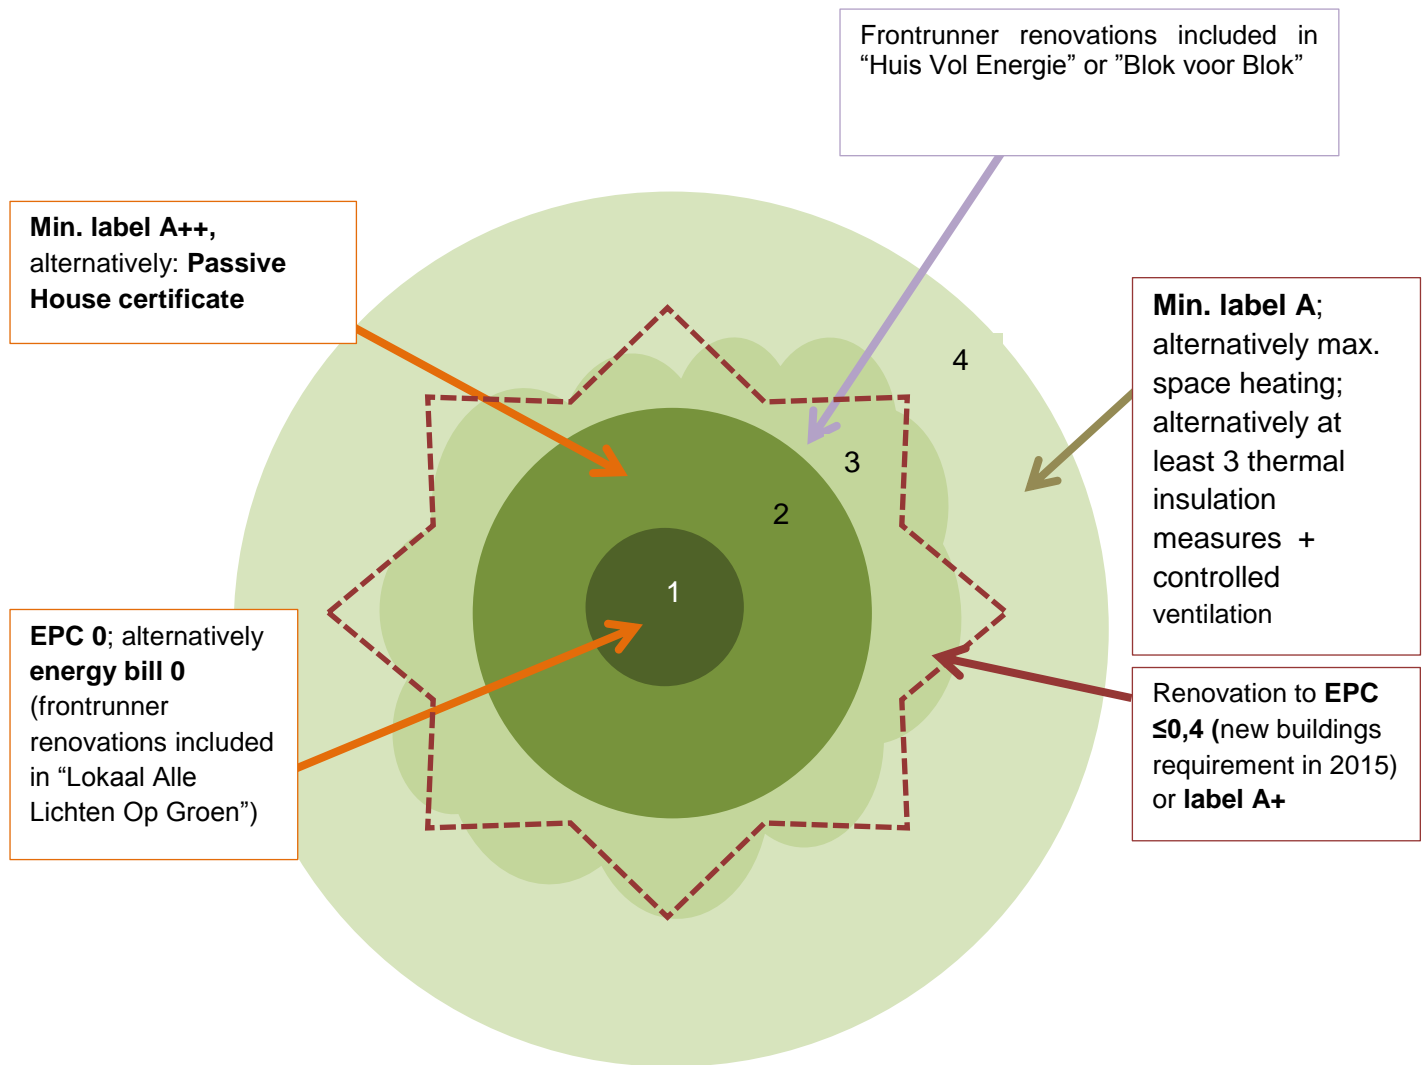 Frontrunner renovations included in
“Huis Vol Energie” or ”Blok voor Blok”
Min. label A++,
alternatively: Passive
House certificate
Min. label A;
alternatively max.
space heating;
alternatively at
least 3 thermal
insulation
measures +
controlled
ventilation
4
3
2
1
EPC 0; alternatively
energy bill 0
(frontrunner
renovations included
in “Lokaal Alle
Lichten Op Groen”)
Renovation to EPC
≤0,4 (new buildings
requirement in 2015)
or label A+